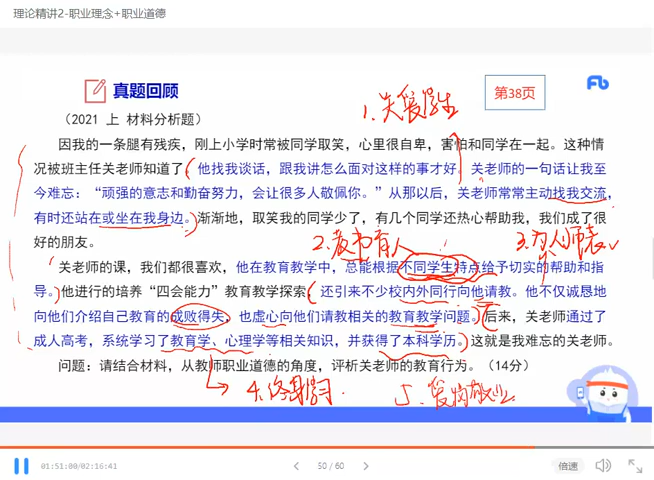 理论精讲2-职业理念+职业道德
真题回顾
第38页
1.关爱学生
（2021 上 材料分析题）
因我的一条腿有残疾，刚上小学时常被同学取笑，心里很自卑，害怕和同学在一起。这种情
况被班主任关老师知道了。他找我谈话，跟我讲怎么面对这样的事才好。关老师的一句话让我至
今难忘：“顽强的意志和勤奋努力，会让很多人敬佩你。”从那以后，关老师常常主动找我交流，
有时还站在或坐在我身边。渐渐地，取笑我的同学少了，有几个同学还热心帮助我，我们成了很
好的朋友。
2.教书育人
3.为人师表
关老师的课，我们都很喜欢，他在教育教学中，总能根据不同学生特点给予切实的帮助和指
导。他进行的培养“四会能力”教育教学探索，还引来不少校内外同行向他请教。他不仅诚恳地
向他们介绍自己教育的成败得失，也虚心向他们请教相关的教育教学问题。后来，关老师通过了
成人高考，系统学习了教育学、心理学等相关知识，并获得了本科学历。这就是我难忘的关老师。
问题：请结合材料，从教师职业道德的角度，评析关老师的教育行为。（14分）
4.终身学习
5.爱岗敬业
01:51:00/02:16:41
50 / 60
倍速